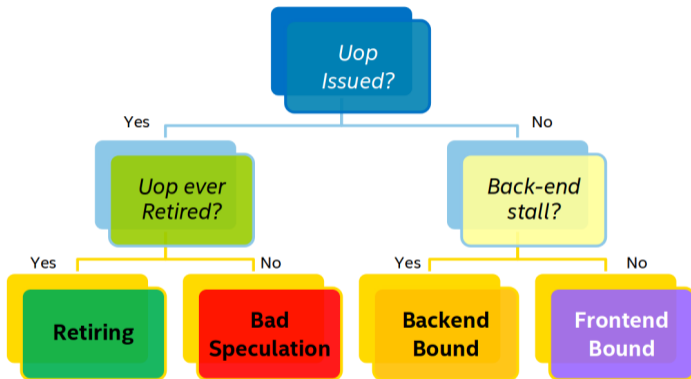 Uop
Issued?
Yes
No
Uop ever
Retired?
Back-end
stall?
Yes
No
Yes
No
Retiring
Bad
Speculation
Backend
Bound
Frontend
Bound